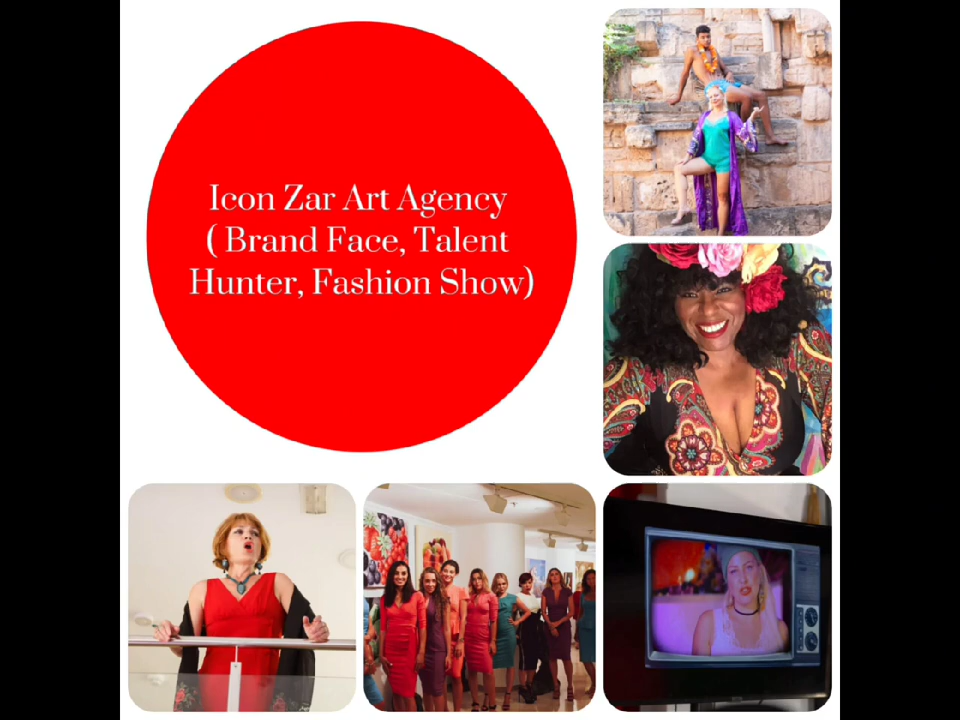 Icon Zar Art Agency
( Brand Face, Talent
Hunter, Fashion Show)